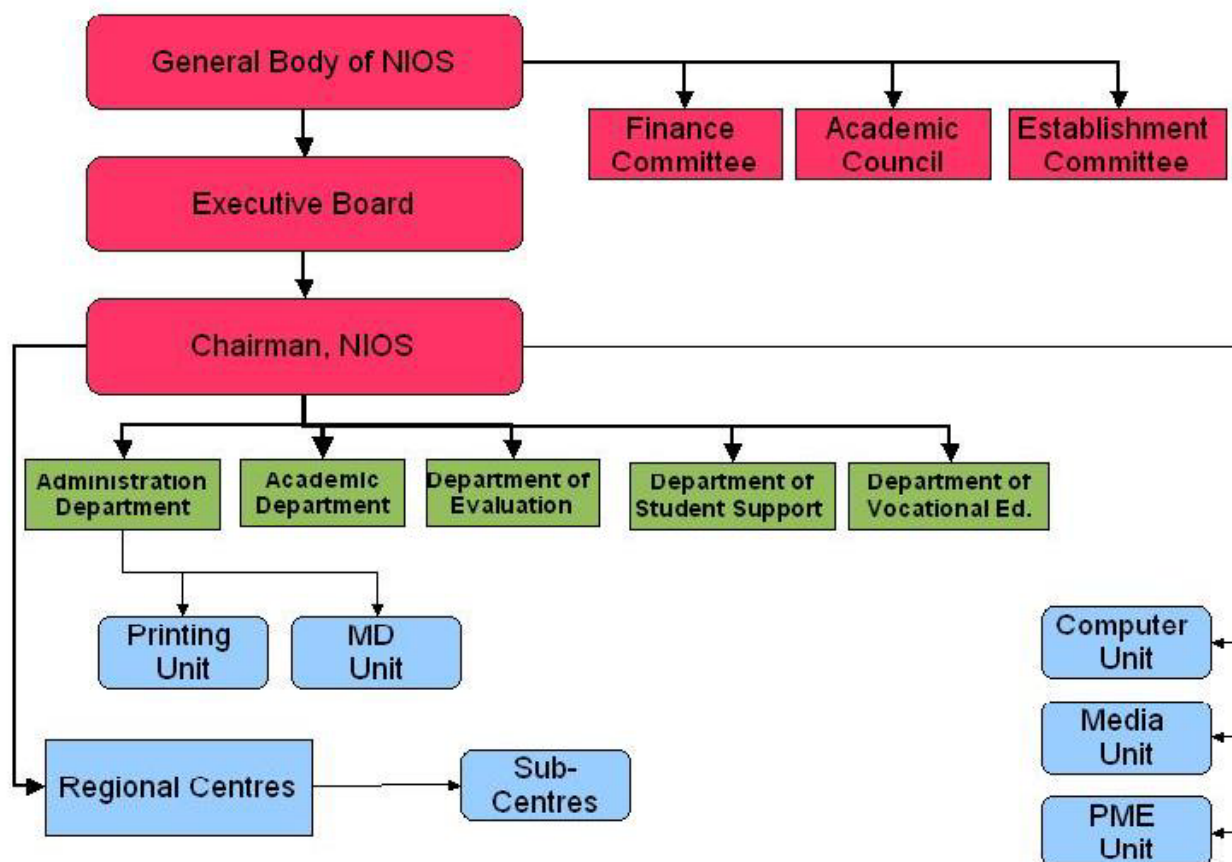 General Body of NIOS
Finance
Committee
Academic
Council
Establishment
Committee
Executive Board
Chairman, NIOS
Administration
Department
Academic
Department
Department of
Evaluation
Department of
Student Support
Department of
Vocational Ed.
Printing
Unit
MD
Unit
Computer
Unit
Media
Unit
Regional Centres
Sub-
Centres
PME
Unit